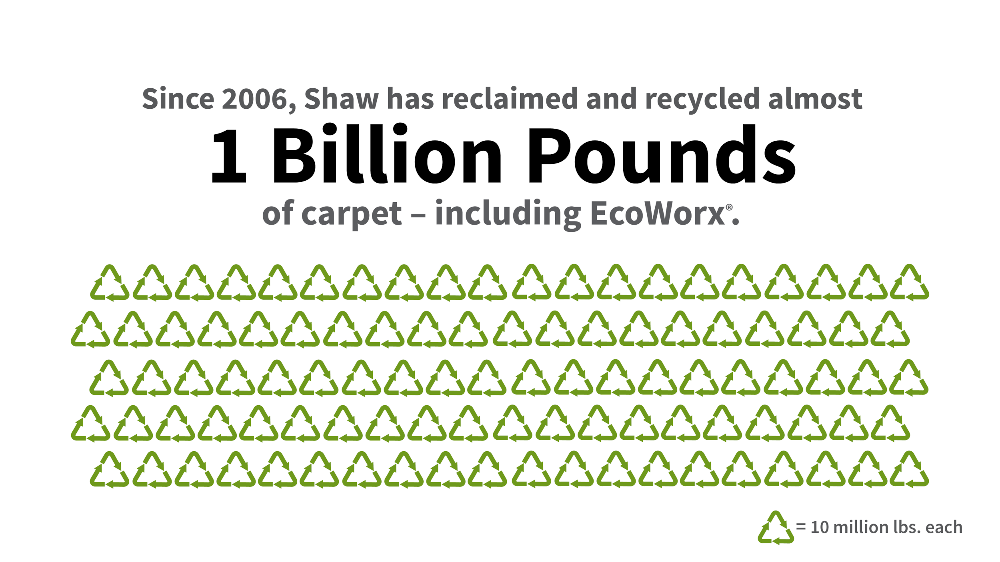 Since 2006, Shaw has reclaimed and recycled almost
1 Billion Pounds
of carpet – including EcoWorx®.
= 10 million lbs. each